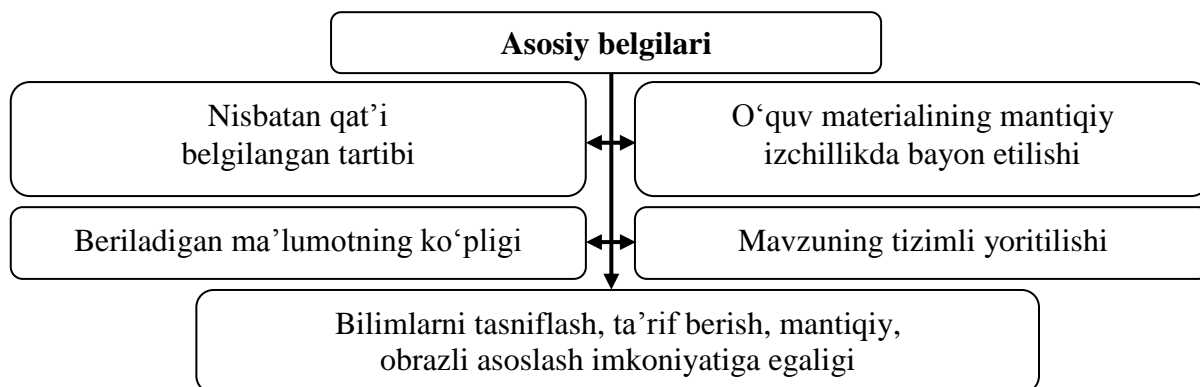 Asosiy belgilari
Nisbatan qat’i
belgilangan tartibi
O‘quv materialining mantiqiy
izchillikda bayon etilishi
Beriladigan ma’lumotning ko‘pligi
Mavzuning tizimli yoritilishi
Bilimlarni tasniflash, ta’rif berish, mantiqiy,
obrazli asoslash imkoniyatiga egaligi